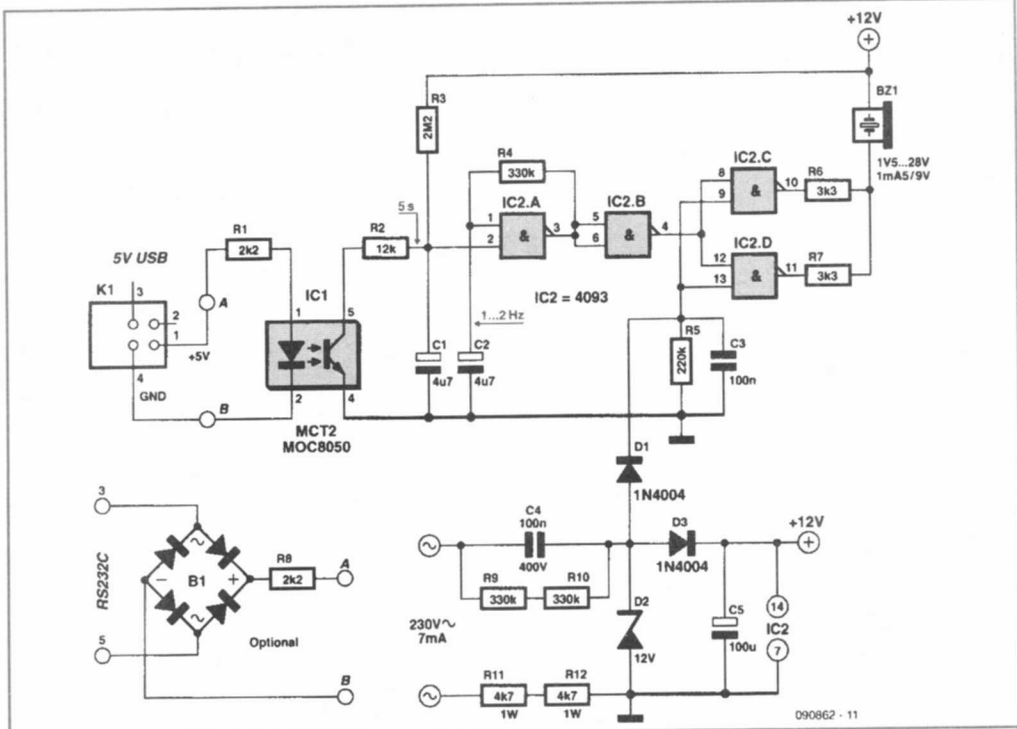 +12V
R3
2M2
BZ1
1V5...28V
1mA5/9V
R4
330k
IC2.C
8
9
10
R6
3k3
IC2.A
1
2
3
IC2.B
5
6
4
IC2.D
12
13
11
R7
3k3
5 s
R2
12k
R1
2k2
5V USB
K1
3
2
1
4
+5V
GND
A
B
IC1
1
5
2
4
MCT2
MOC8050
IC2 = 4093
1...2 Hz
C1
4u7
C2
4u7
R5
220k
C3
100n
D1
1N4004
C4
100n
400V
R9
330k
R10
330k
D3
1N4004
+12V
230V~
7mA
D2
12V
C5
100u
14
IC2
7
R11
4k7
1W
R12
4k7
1W
RS232C
3
5
~
B1
−
+
~
R8
2k2
A
Optional
B
~
~
090862 - 11